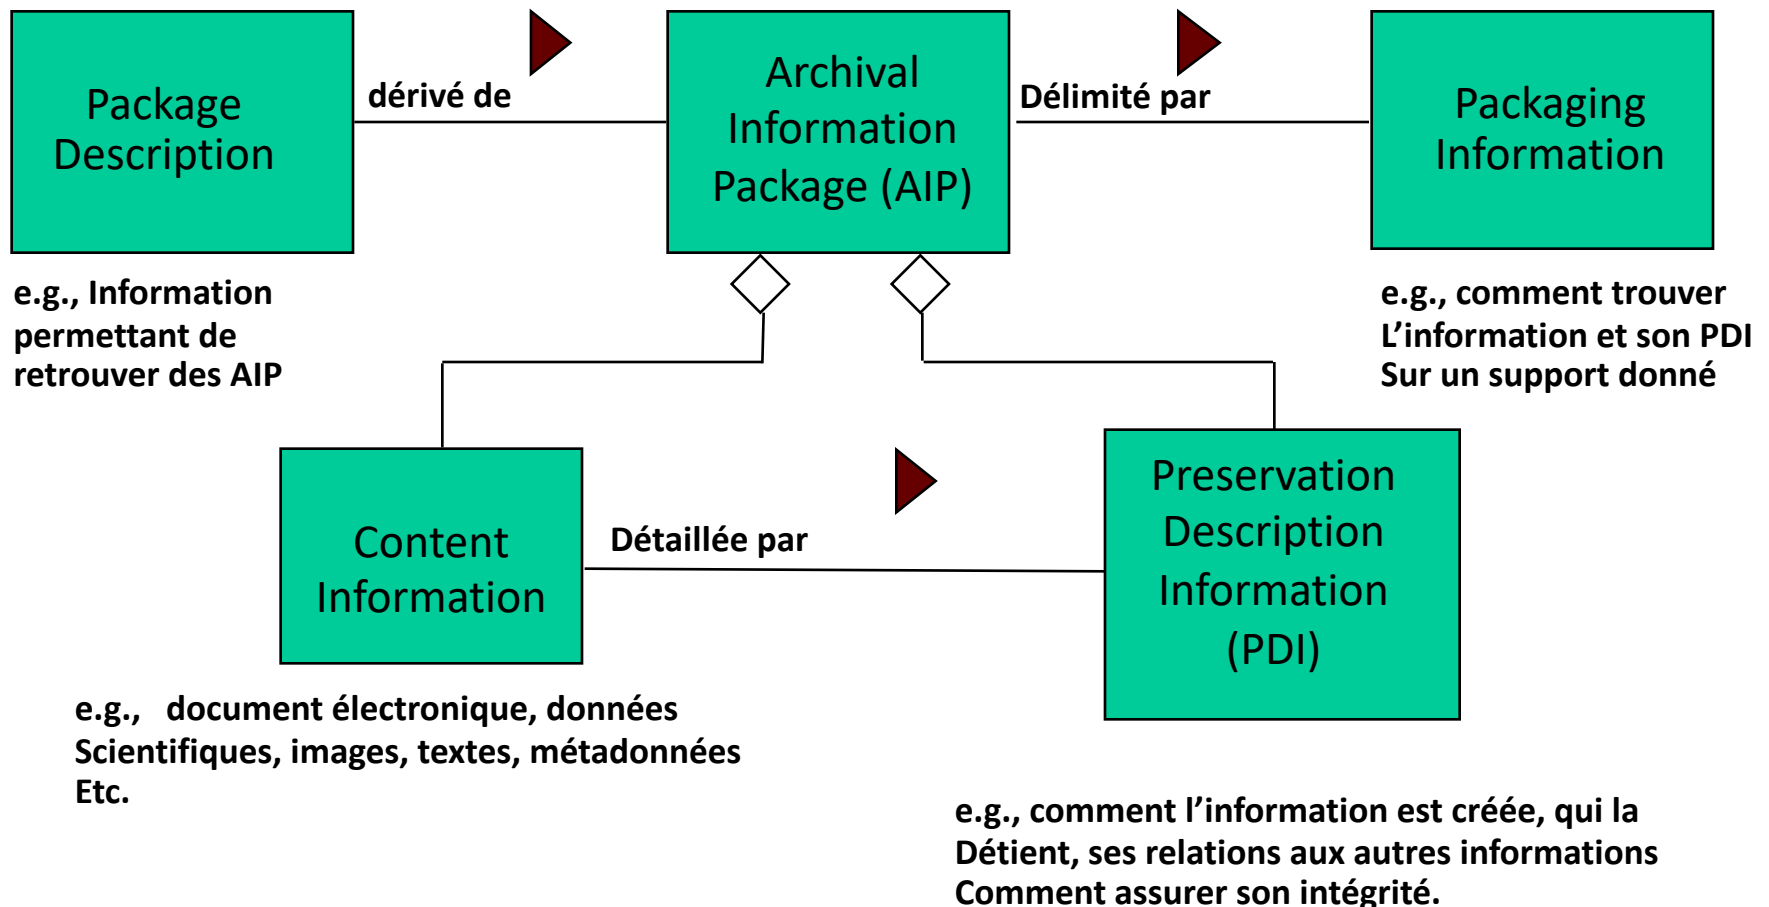 Package
Description
dérivé de
Archival
Information
Package (AIP)
Délimité par
Packaging
Information
e.g., Information
permettant de
retrouver des AIP
e.g., comment trouver
L’information et son PDI
Sur un support donné
Content
Information
Détaillée par
Preservation
Description
Information
(PDI)
e.g., document électronique, données
Scientifiques, images, textes, métadonnées
Etc.
e.g., comment l’information est créée, qui la
Détient, ses relations aux autres informations
Comment assurer son intégrité.